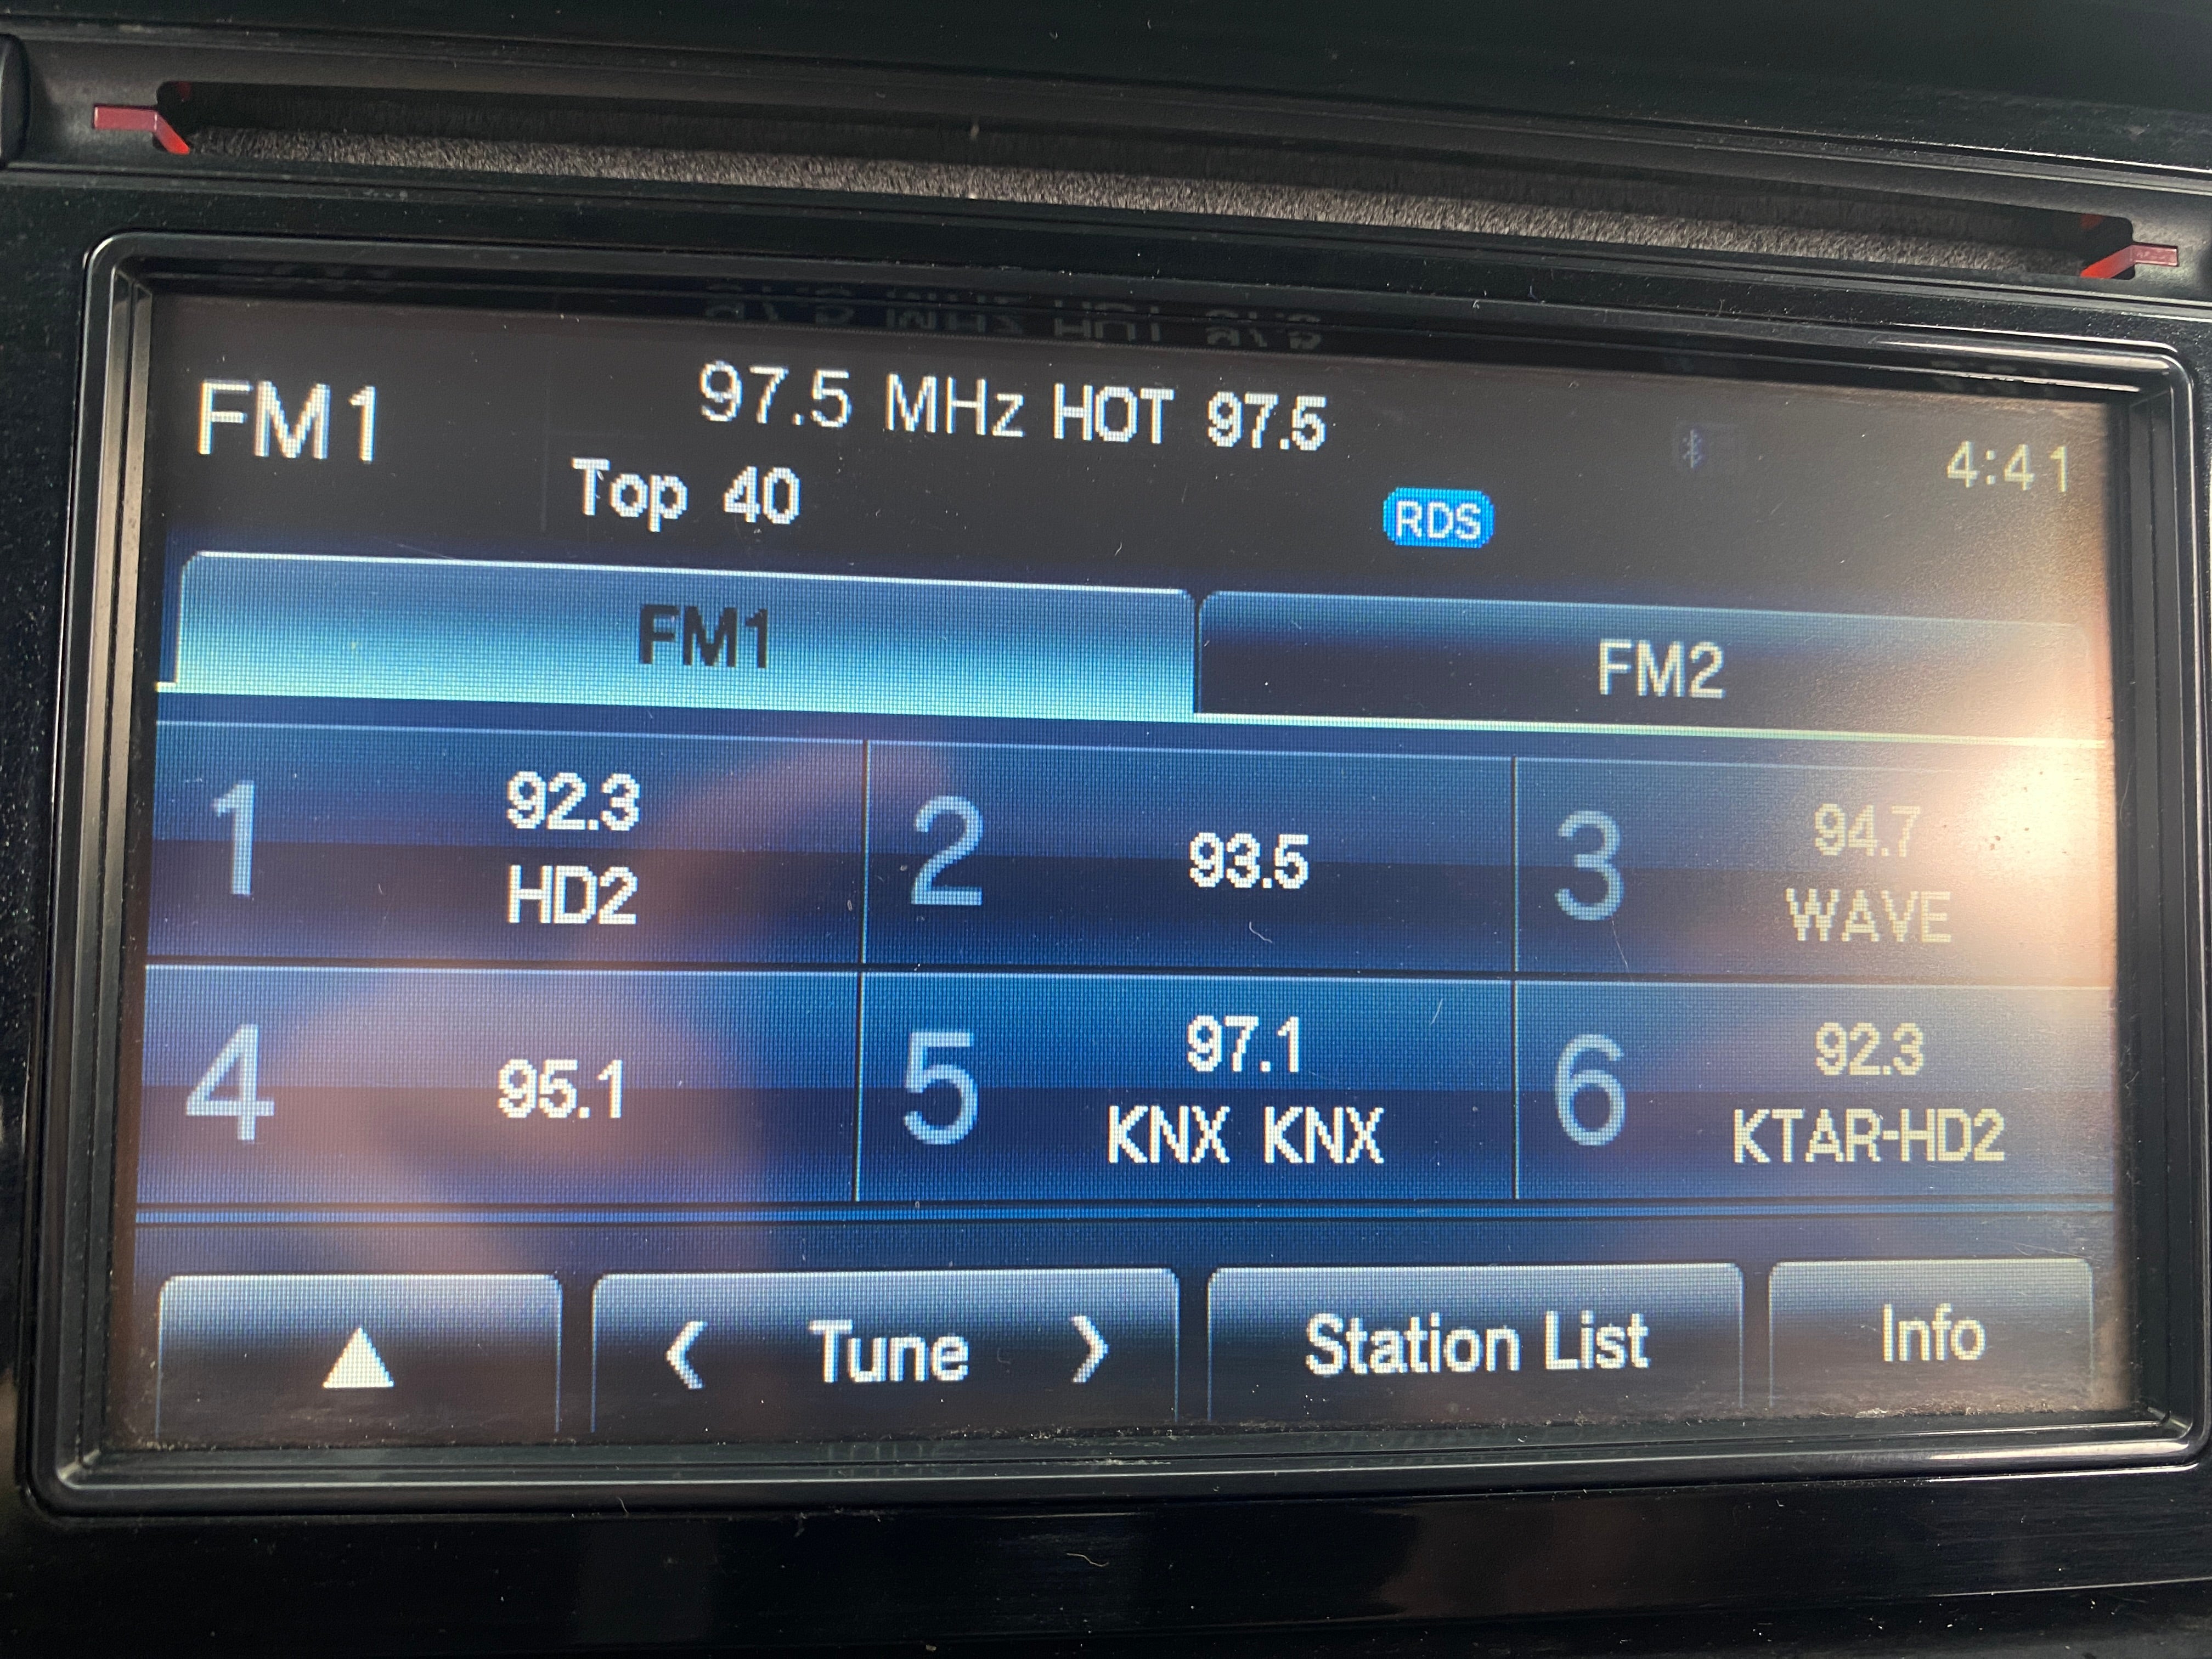 FM1
97.5 MHz HOT 97.5
Top 40
RDS
4:41
FM1
FM2
1
92.3
HD2
2
93.5
3
94.7
WAVE
4
95.1
5
97.1
KNX KNX
6
92.3
KTAR-HD2
Tune
Station List
Info